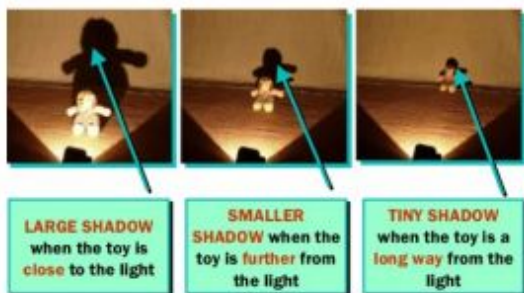 LARGE SHADOW
when the toy is
close to the light
SMALLER
SHADOW when the
toy is further from
the light
TINY SHADOW
when the toy is a
long way from the
light